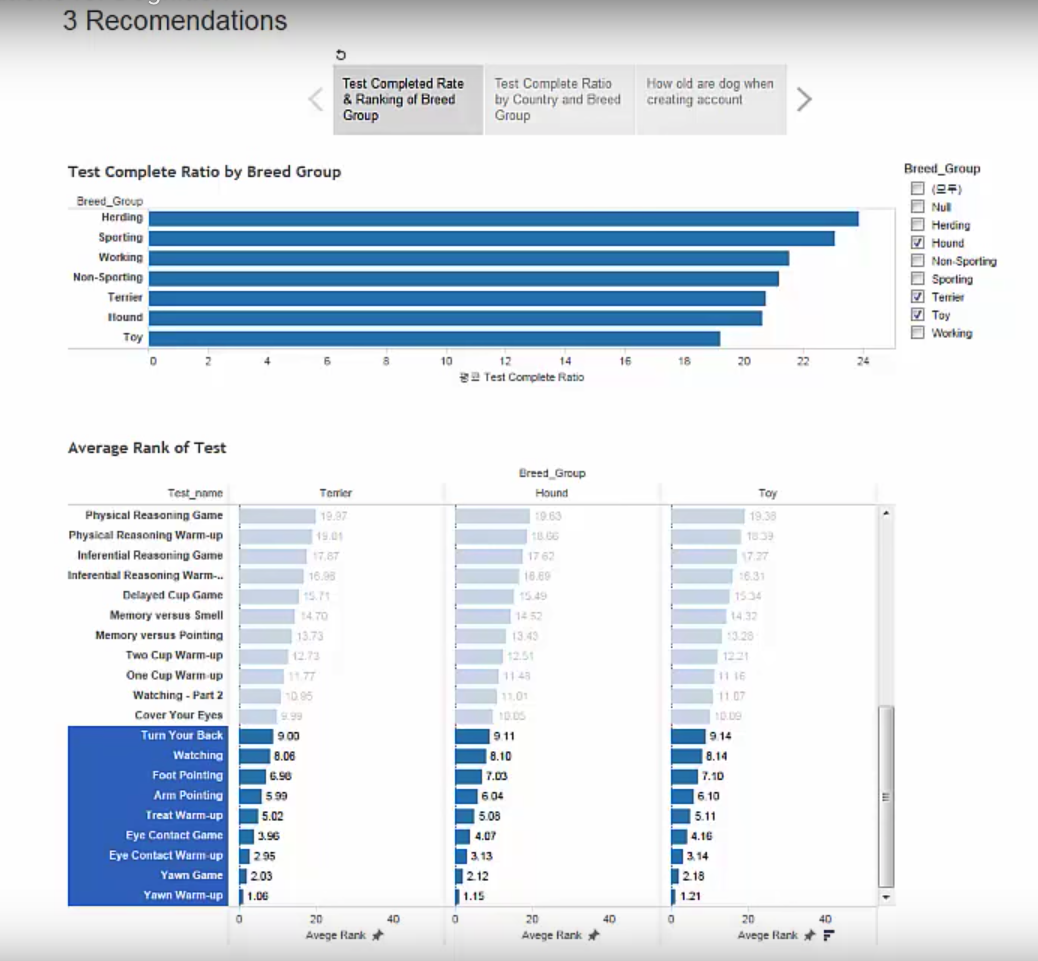 3 Recomendations
Test Completed Rate
& Ranking of Breed
Group
Test Complete Ratio
by Country and Breed
Group
How old are dog when
creating account
Test Complete Ratio by Breed Group
Breed_Group
Herding
Sporting
Working
Non-Sporting
Terrier
Hound
Toy
0 2 4 6 8 10 12 14 16 18 20 22 24
평균 Test Complete Ratio
Breed_Group
(모두)
Null
Herding
Hound
Non-Sporting
Sporting
Terrier
Toy
Working
Average Rank of Test
Breed_Group
Test_name Terrier Hound Toy
Physical Reasoning Game 19.97 19.63 19.38
Physical Reasoning Warm-up 18.39
Inferential Reasoning Game 17.67 17.62 17.27
Inferential Reasoning Warm-.. 16.98 16.69 16.31
Delayed Cup Game 15.71 15.49 15.34
Memory versus Smell 14.70 14.52 14.32
Memory versus Pointing 13.73 13.43 13.28
Two Cup Warm-up 12.73 12.51 12.21
One Cup Warm-up 11.77 11.48 11.16
Watching - Part 2 10.95 11.01 11.07
Cover Your Eyes 9.99 10.05 10.09
Turn Your Back 9.00 9.11 9.14
Watching 8.06 8.10 8.14
Foot Pointing 6.98 7.03 7.10
Arm Pointing 5.99 6.04 6.10
Treat Warm-up 5.02 5.08 5.11
Eye Contact Game 3.96 4.07 4.16
Eye Contact Warm-up 2.95 3.13 3.14
Yawn Game 2.03 2.12 2.18
Yawn Warm-up 1.06 1.15 1.21
0 20 40 0 20 40 0 20 40
Avege Rank Avege Rank Avege Rank